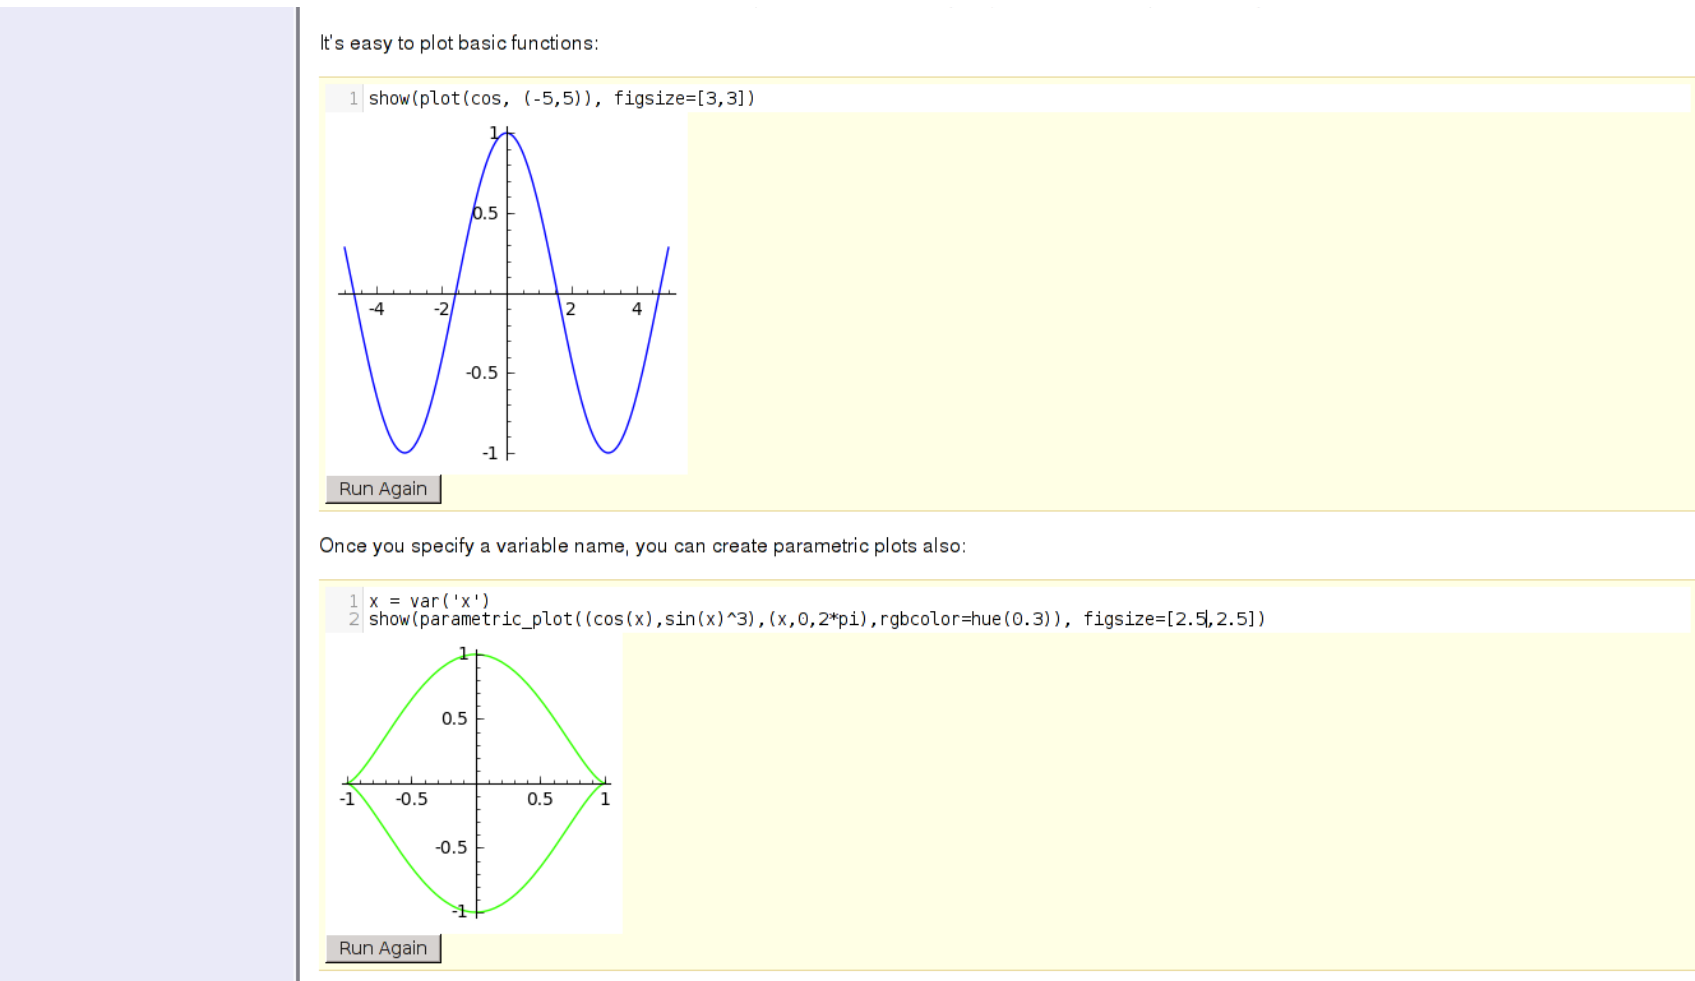 It's easy to plot basic functions:
1 show(plot(cos, (-5,5)), figsize=[3,3])
1
0.5
-4 -2 2 4
-0.5
-1
Run Again
Once you specify a variable name, you can create parametric plots also:
1 x = var('x')
2 show(parametric_plot((cos(x),sin(x)^3),(x,0,2*pi),rgbcolor=hue(0.3)), figsize=[2.5,2.5])
1
0.5
-1 -0.5 0.5 1
-0.5
-1
Run Again